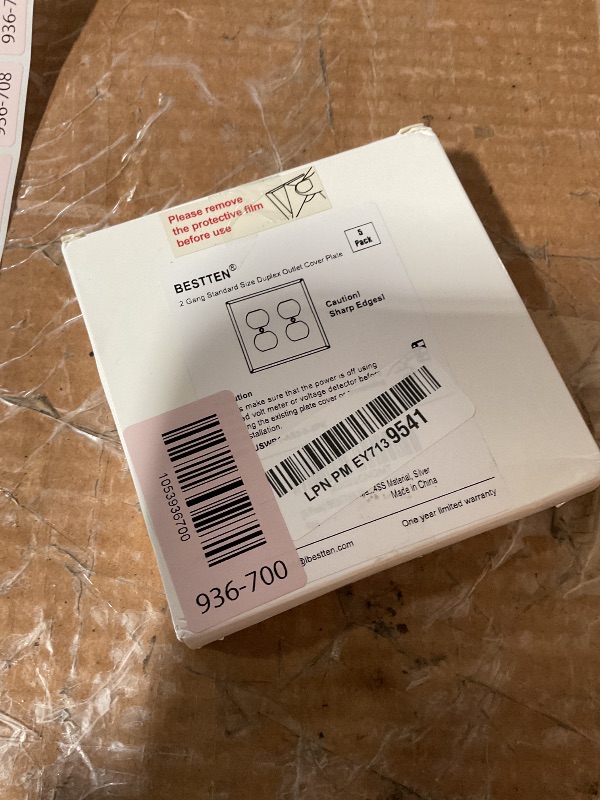 936-7
936-708
Please remove
the protective film
before use
5
Pack
BESTTEN®
2 Gang Standard Size Duplex Outlet Cover Plate
Caution!
Sharp Edges!
make sure that the power is off using
volt meter or voltage detector before
the existing plate cover or
LPN PM EY713 9541
Material, Silver
Made in China
One year limited warranty
@bestten.com
1053936700
936-700